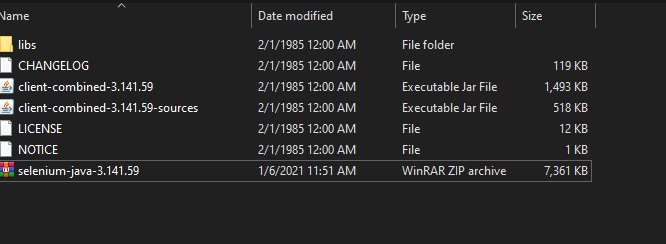 Name Date modified Type Size
libs 2/1/1985 12:00 AM File folder
CHANGELOG 2/1/1985 12:00 AM File 119 KB
client-combined-3.141.59 2/1/1985 12:00 AM Executable Jar File 1,493 KB
client-combined-3.141.59-sources 2/1/1985 12:00 AM Executable Jar File 518 KB
LICENSE 2/1/1985 12:00 AM File 12 KB
NOTICE 2/1/1985 12:00 AM File 1 KB
selenium-java-3.141.59 1/6/2021 11:51 AM WinRAR ZIP archive 7,361 KB